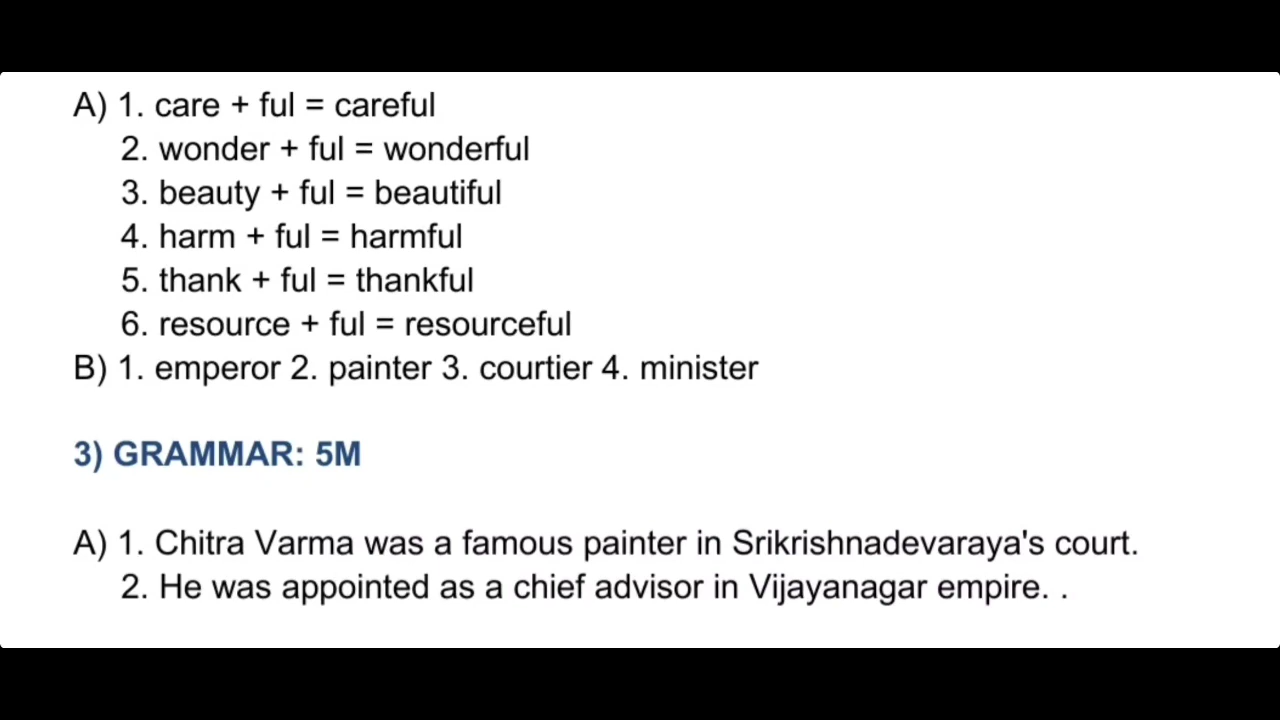 A) 1. care + ful = careful
2. wonder + ful = wonderful
3. beauty + ful = beautiful
4. harm + ful = harmful
5. thank + ful = thankful
6. resource + ful = resourceful
B) 1. emperor 2. painter 3. courtier 4. minister
3) GRAMMAR: 5M
A) 1. Chitra Varma was a famous painter in Srikrishnadevaraya's court.
2. He was appointed as a chief advisor in Vijayanagar empire. .